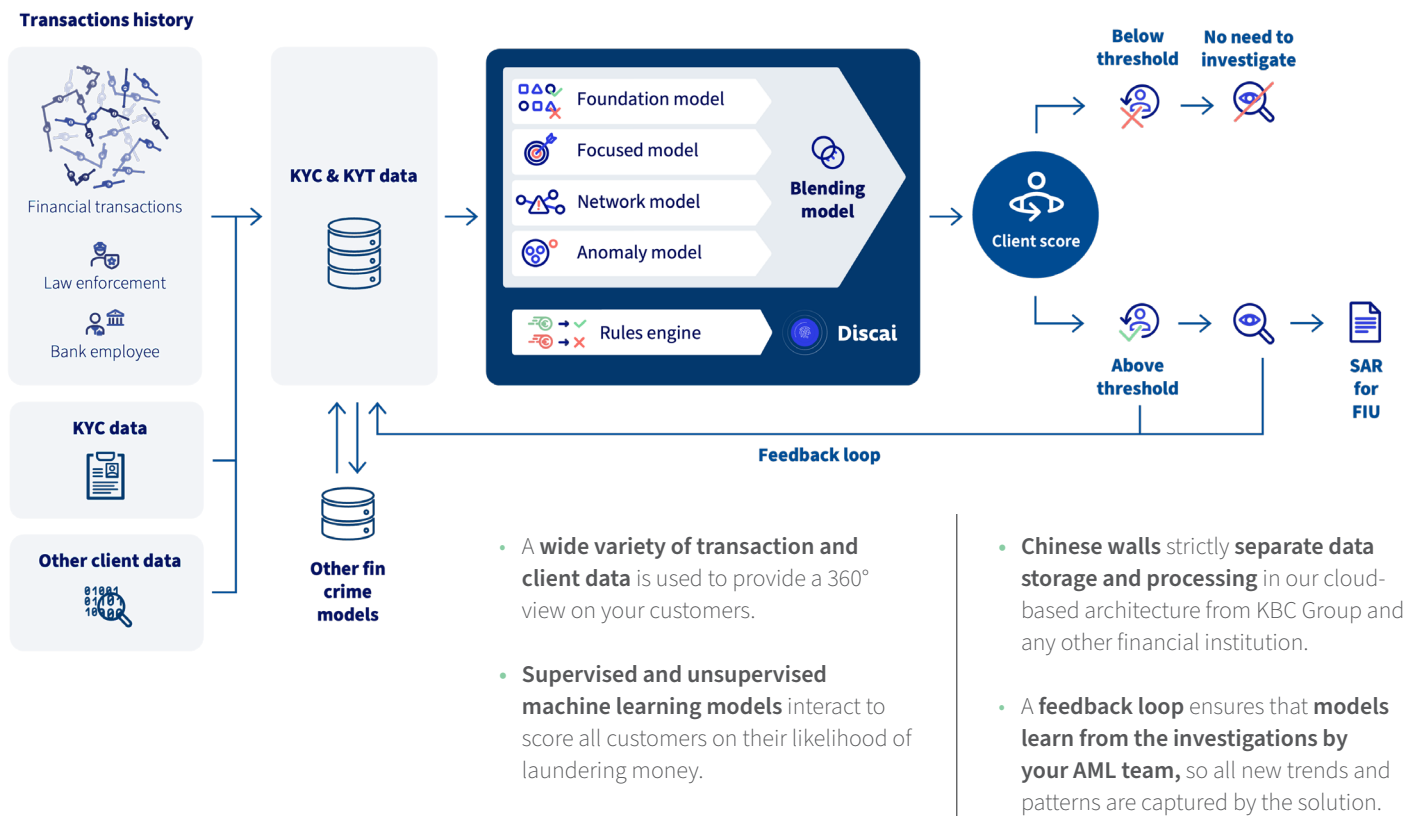 Transactions history
Financial transactions
Law enforcement
Bank employee
KYC data
Other client data
01001
KYC & KYT data
Other fin
crime
models
Foundation model
Focused model
Network model
Anomaly model
Blending
model
Rules engine
Discai
Client score
Below
threshold
No need to
investigate
Above
threshold
SAR
for
FIU
Feedback loop
• A wide variety of transaction and
client data is used to provide a 360°
view on your customers.
• Supervised and unsupervised
machine learning models interact to
score all customers on their likelihood of
laundering money.
• Chinese walls strictly separate data
storage and processing in our cloud-
based architecture from KBC Group and
any other financial institution.
• A feedback loop ensures that models
learn from the investigations by
your AML team, so all new trends and
patterns are captured by the solution.